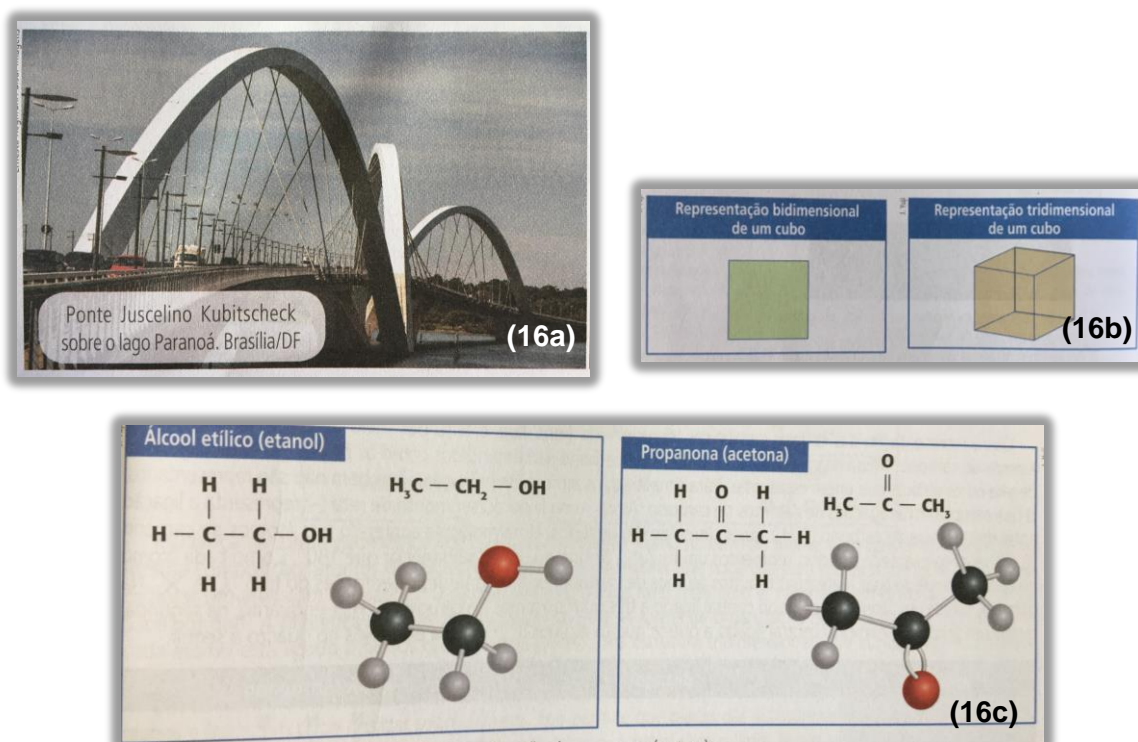 Ponte Juscelino Kubitscheck
sobre o lago Paranoá. Brasília/DF
(16a)
Representação bidimensional
de um cubo
Representação tridimensional
de um cubo
(16b)
Álcool etílico (etanol)
H H
| |
H — C — C — OH
| |
H H
H₃C — CH₂ — OH
Propanona (acetona)
H O H
| || |
H — C — C — C — H
| |
H H
O
||
H₃C — C — CH₃
(16c)